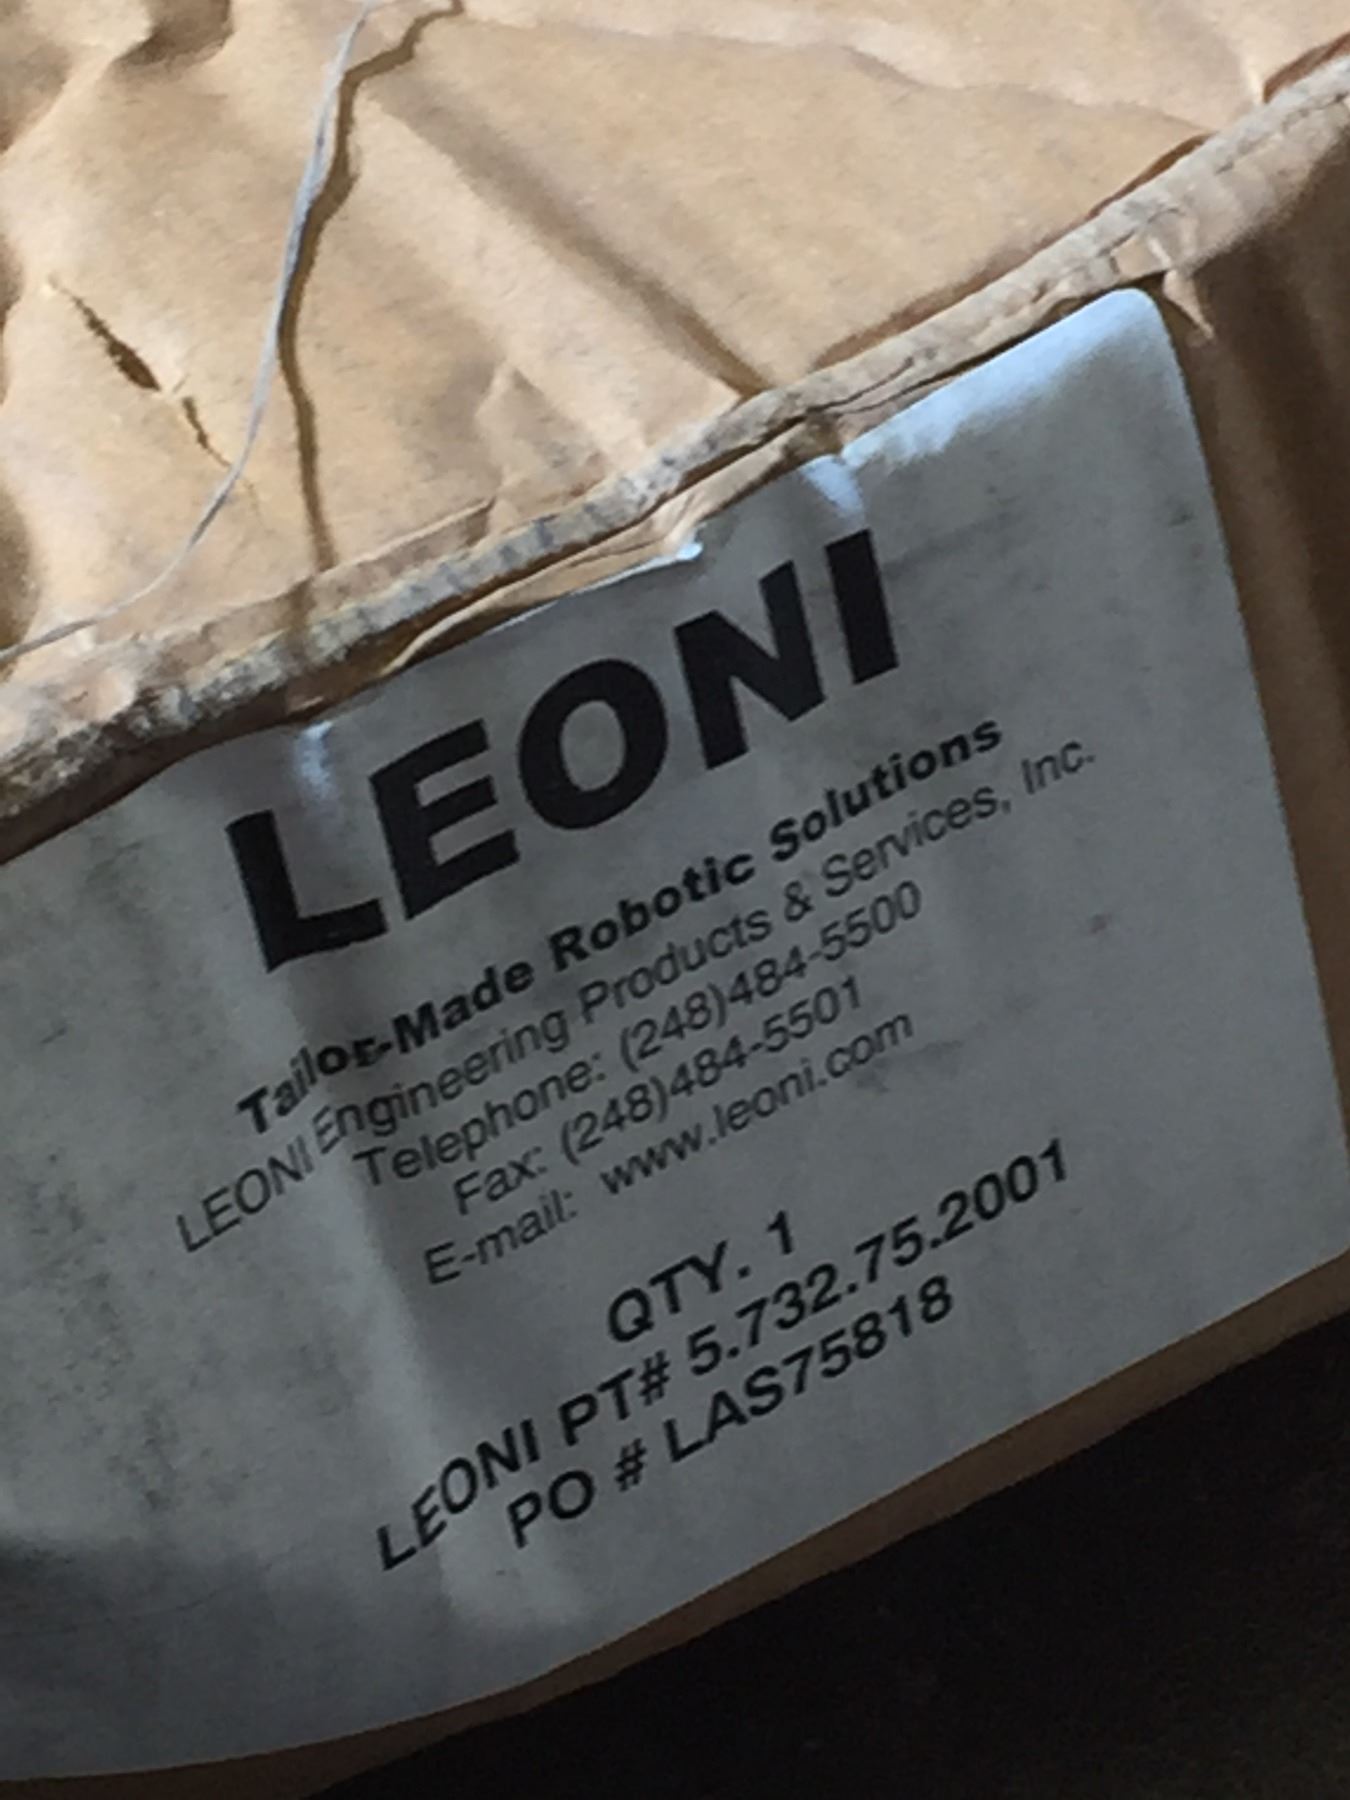 LEONI
Tailor-Made Robotic Solutions
LEONI Engineering Products & Services, Inc.
Telephone: (248)484-5500
Fax: (248)484-5501
E-mail: www.leoni.com
QTY. 1
LEONI PT# 5.732.75.2001
PO # LAS75818